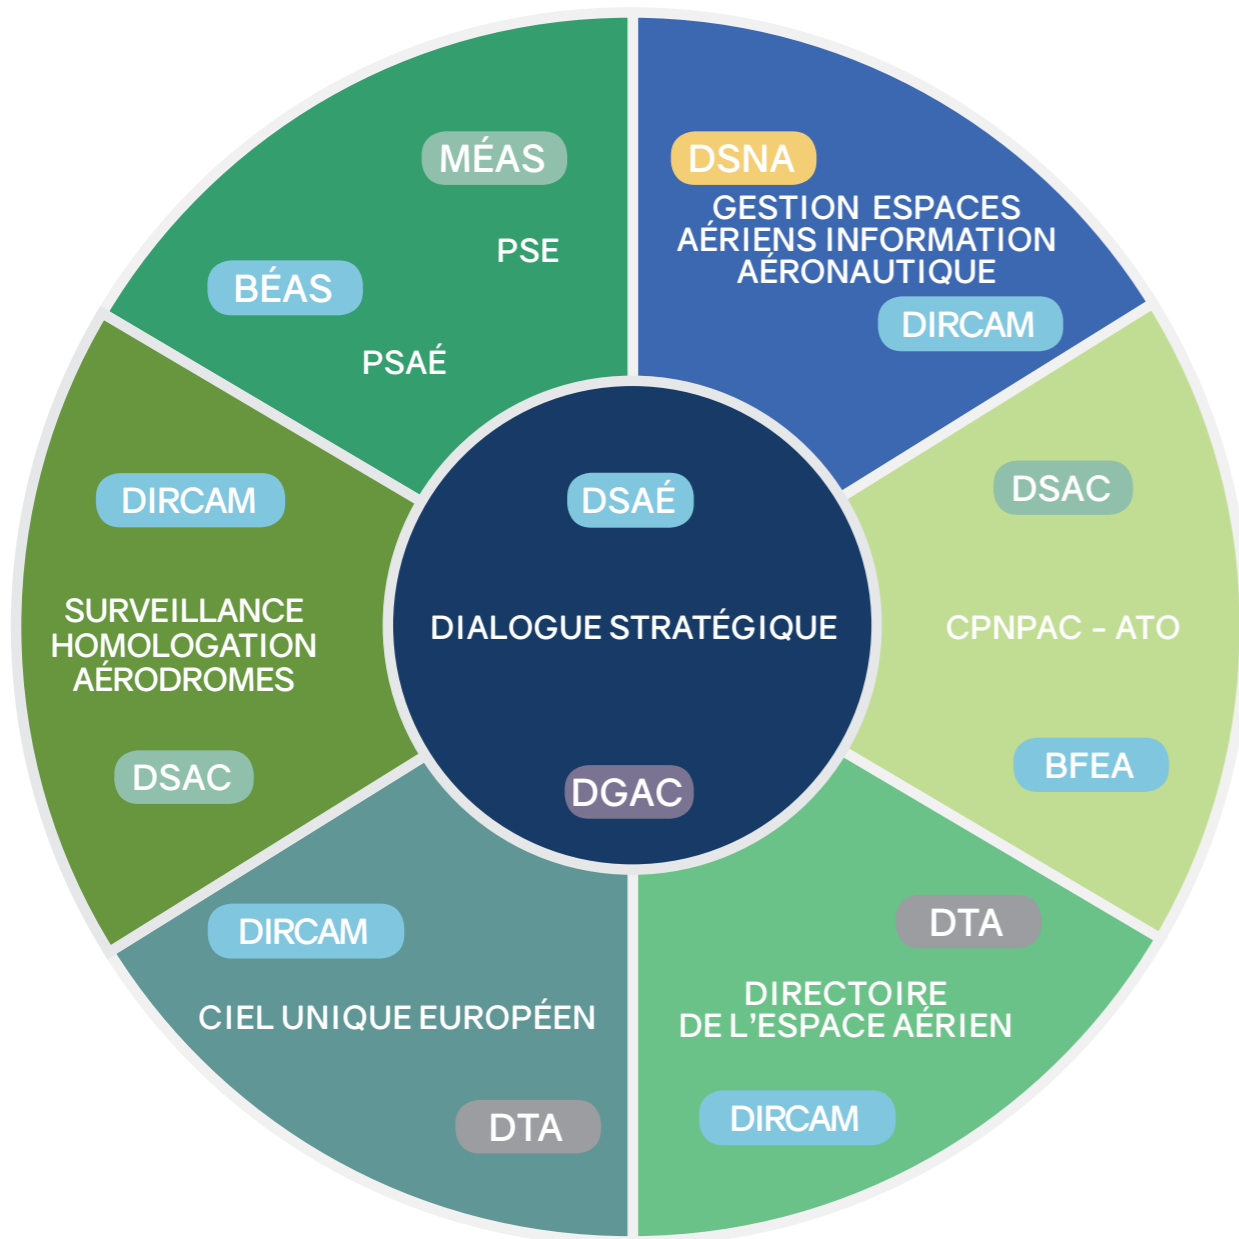 MÉAS
PSE
BÉAS
PSAÉ
DSNA
GESTION ESPACES
AÉRIENS INFORMATION
AÉRONAUTIQUE
DIRCAM
DSAC
CPNPAC - ATO
BFEA
DTA
DIRECTOIRE
DE L'ESPACE AÉRIEN
DIRCAM
DIRCAM
CIEL UNIQUE EUROPÉEN
DTA
DIRCAM
SURVEILLANCE
HOMOLOGATION
AÉRODROMES
DSAC
DSAÉ
DIALOGUE STRATÉGIQUE
DGAC